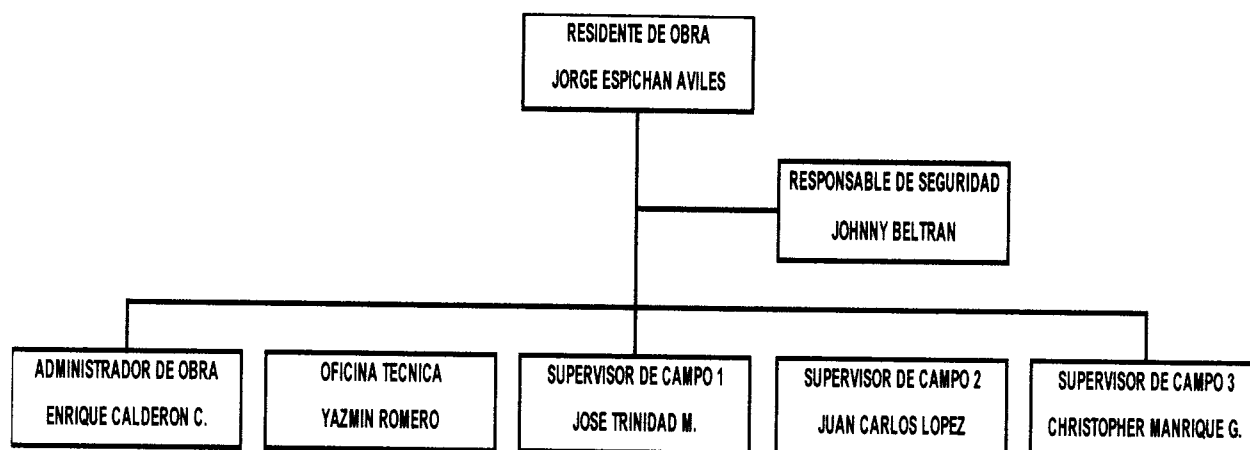 RESIDENTE DE OBRA
JORGE ESPICHAN AVILES
RESPONSABLE DE SEGURIDAD
JOHNNY BELTRAN
ADMINISTRADOR DE OBRA
ENRIQUE CALDERON C.
OFICINA TECNICA
YAZMIN ROMERO
SUPERVISOR DE CAMPO 1
JOSE TRINIDAD M.
SUPERVISOR DE CAMPO 2
JUAN CARLOS LOPEZ
SUPERVISOR DE CAMPO 3
CHRISTOPHER MANRIQUE G.